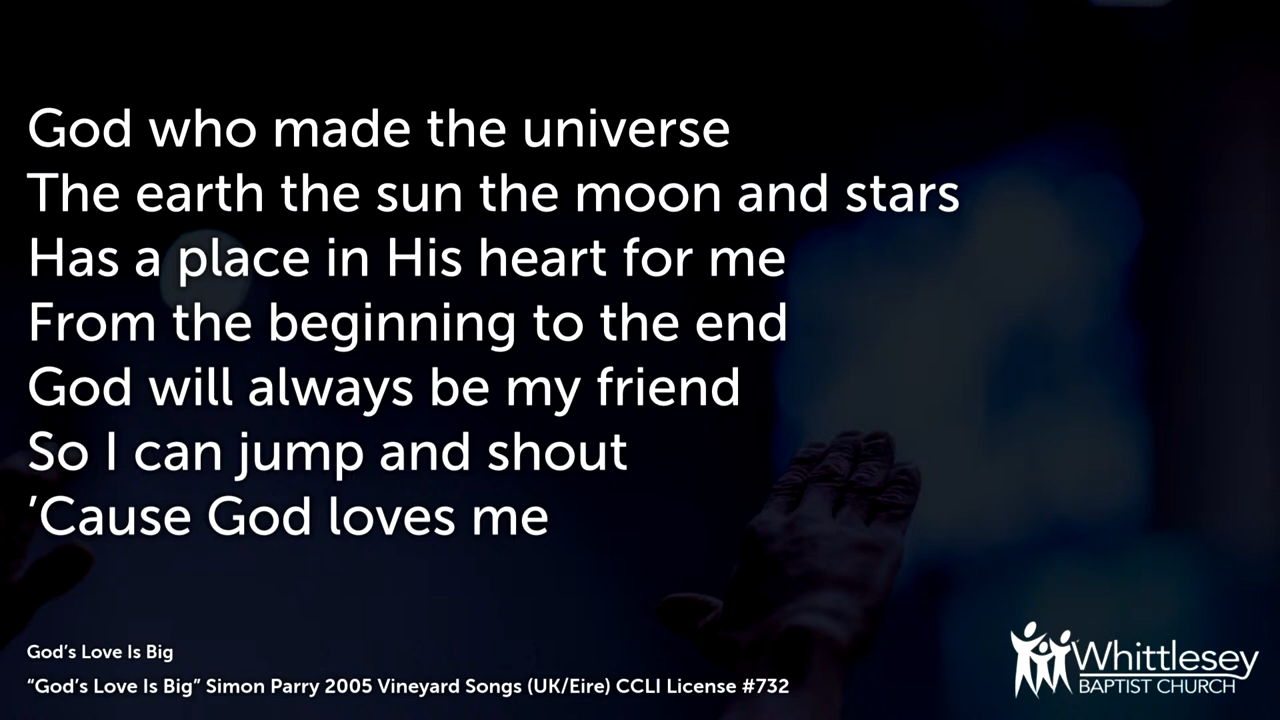 God who made the universe
The earth the sun the moon and stars
Has a place in His heart for me
From the beginning to the end
God will always be my friend
So I can jump and shout
’Cause God loves me
God’s Love Is Big
“God’s Love Is Big” Simon Parry 2005 Vineyard Songs (UK/Eire) CCLI License #732
Whittlesey
BAPTIST CHURCH